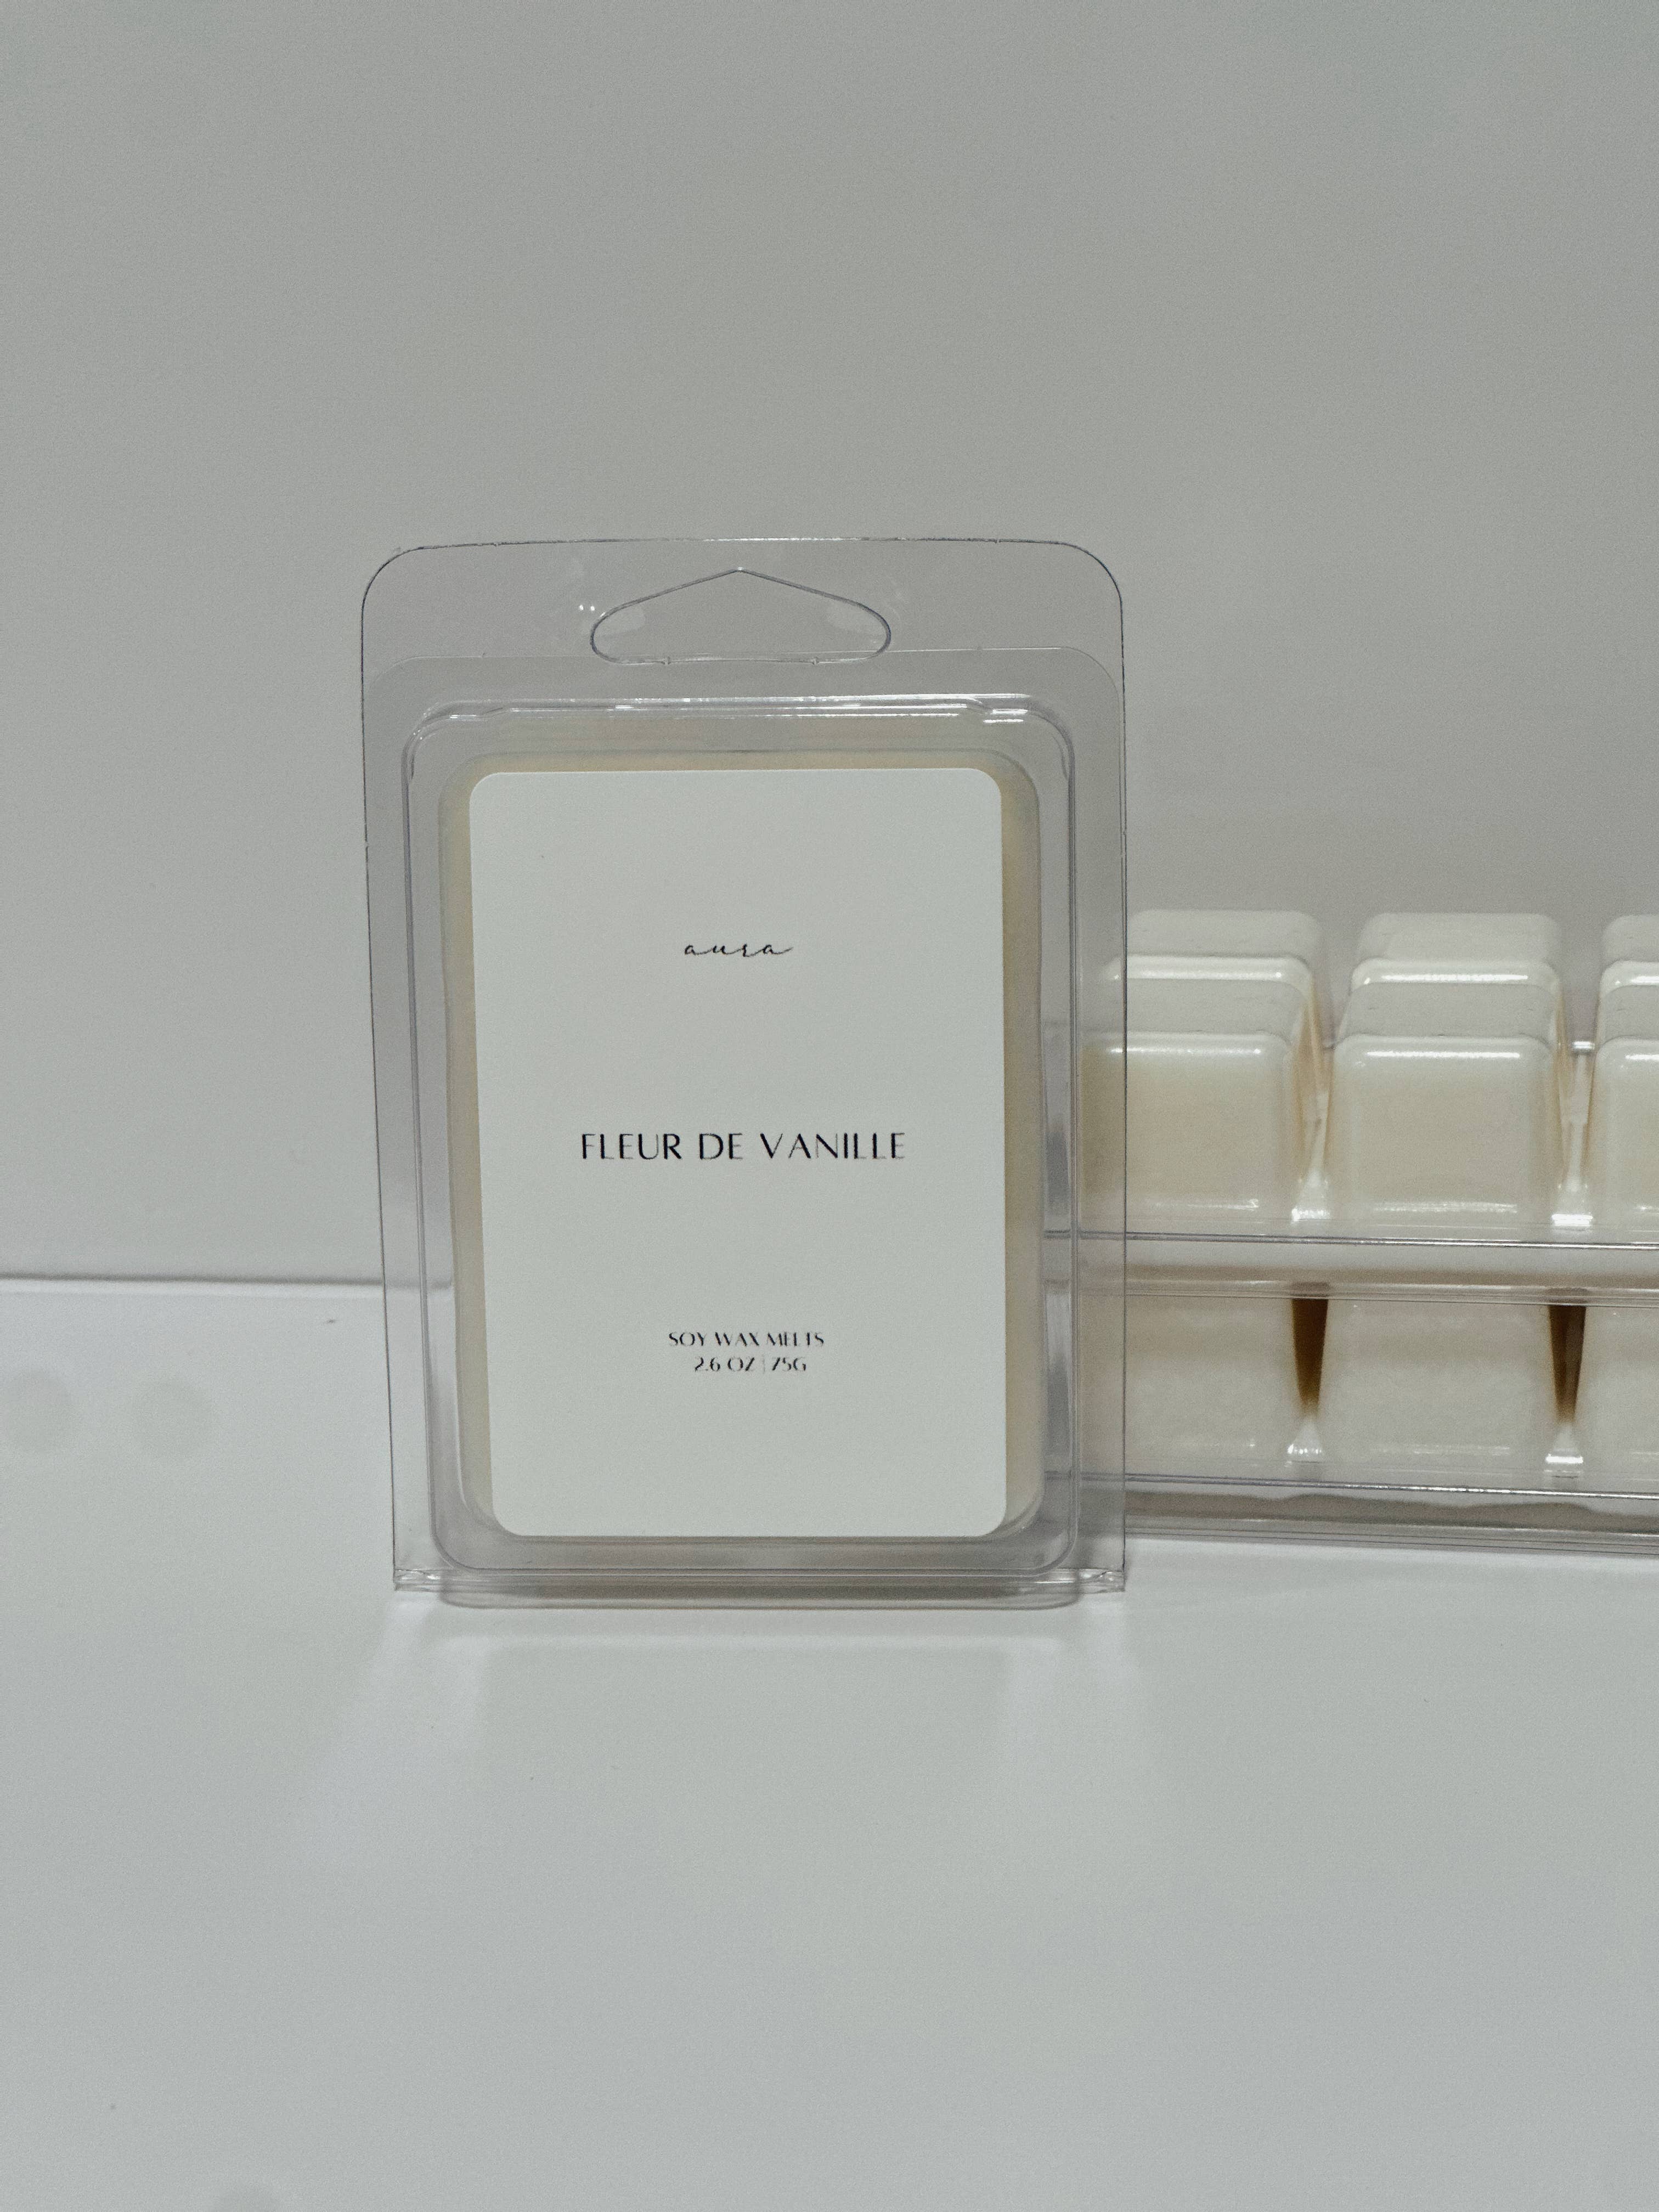 aura
FLEUR DE VANILLE
SOY WAX MELTS
2.6 OZ | 75G